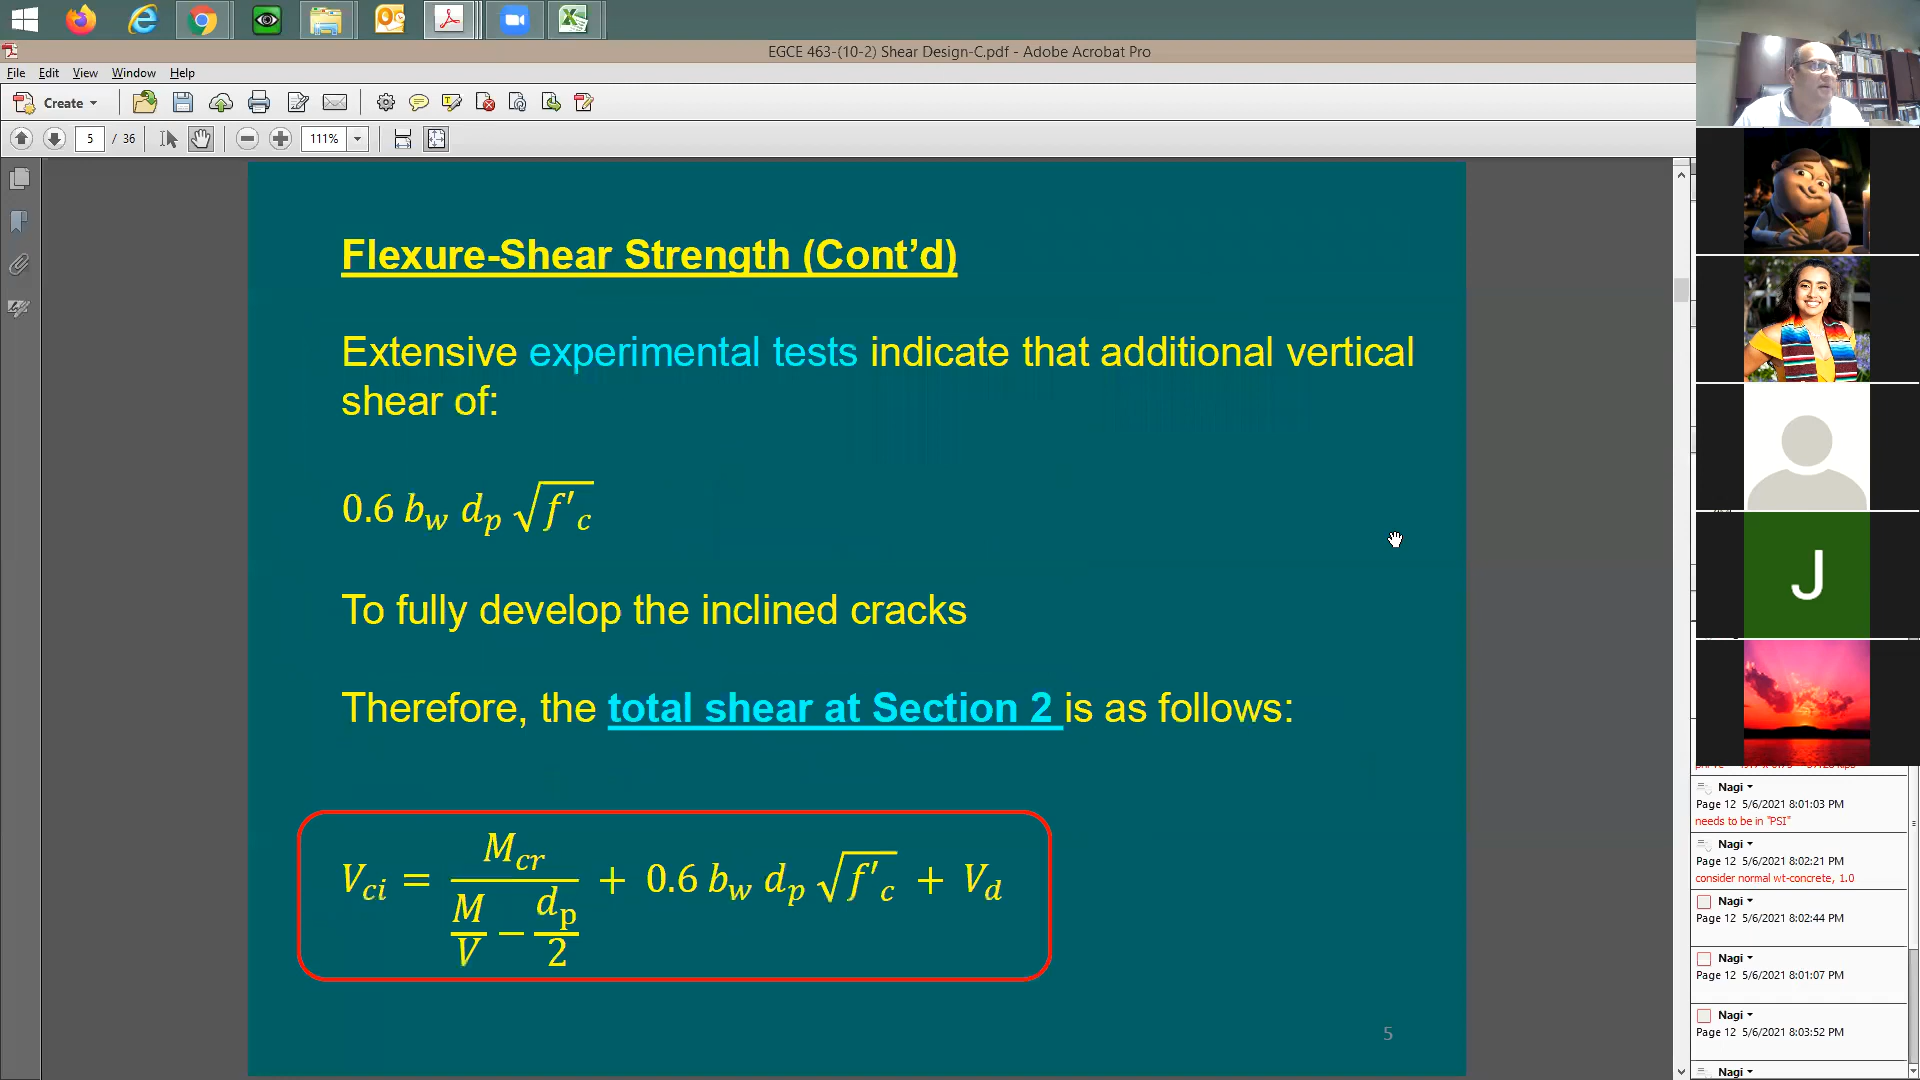 EGCE 463-(10-2) Shear Design-C.pdf - Adobe Acrobat Pro
File Edit View Window Help
Create
5 / 36 111%
Flexure-Shear Strength (Cont’d)
Extensive experimental tests indicate that additional vertical
shear of:
0.6 b_w d_p √f'_c
To fully develop the inclined cracks
Therefore, the total shear at Section 2 is as follows:
V_ci = M_cr / (M/V − d_p/2) + 0.6 b_w d_p √f'_c + V_d
5
J
Nagi
Page 12 5/6/2021 8:01:03 PM
needs to be in "PSI"
Nagi
Page 12 5/6/2021 8:02:21 PM
consider normal wt-concrete, 1.0
Nagi
Page 12 5/6/2021 8:02:44 PM
Nagi
Page 12 5/6/2021 8:01:07 PM
Nagi
Page 12 5/6/2021 8:03:52 PM
Nagi